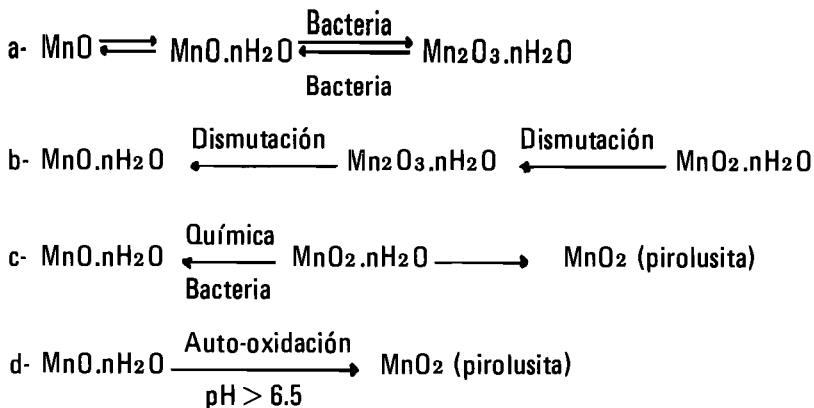 Bacteria
a- MnO ⇌ MnO.nH2O ⇌ Mn2O3.nH2O
Bacteria
Dismutación Dismutación
b- MnO.nH2O ← Mn2O3.nH2O ← MnO2.nH2O
Química
c- MnO.nH2O ← MnO2.nH2O → MnO2 (pirolusita)
Bacteria
Auto-oxidación
d- MnO.nH2O → MnO2 (pirolusita)
pH > 6.5